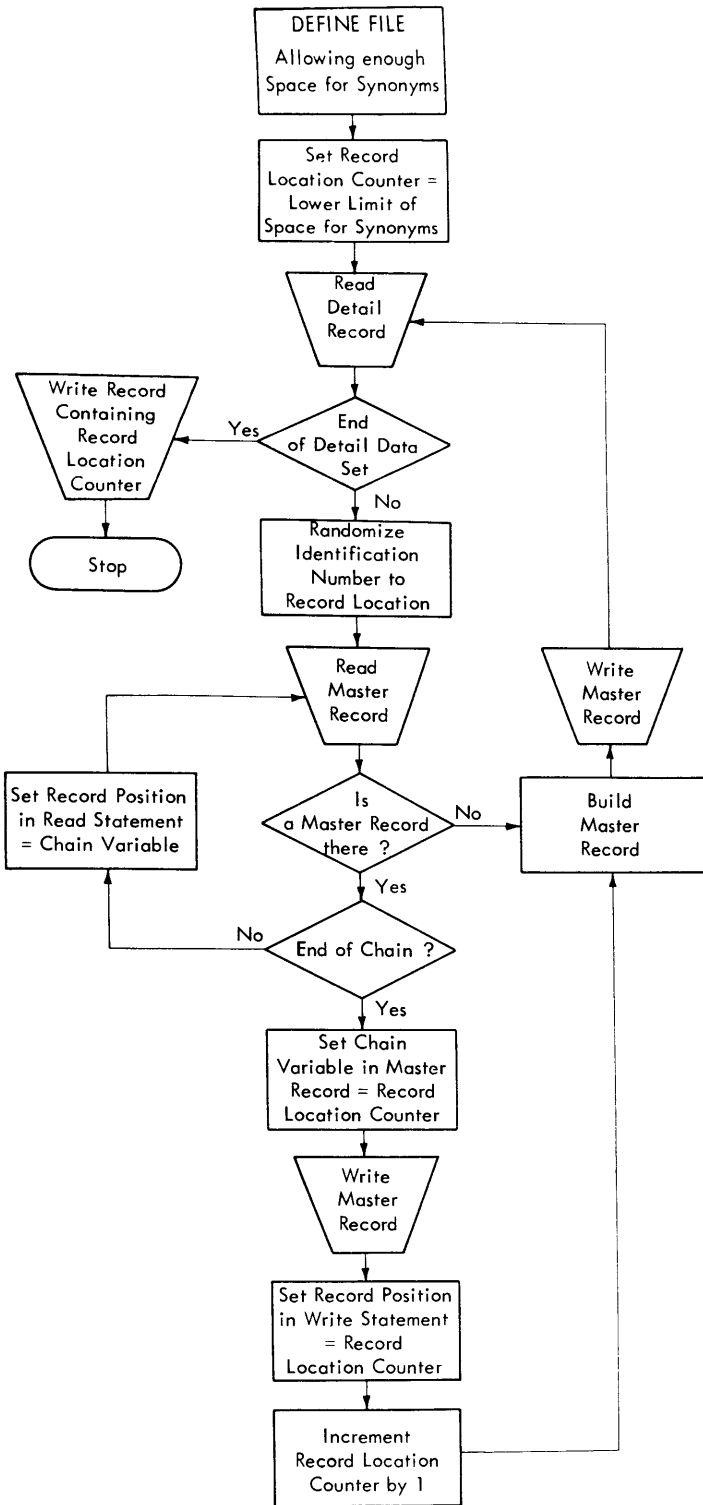 DEFINE FILE
Allowing enough
Space for Synonyms
Set Record
Location Counter =
Lower Limit of
Space for Synonyms
Read
Detail
Record
Write Record
Containing
Record
Location
Counter
Yes
End
of Detail Data
Set
No
Stop
Randomize
Identification
Number to
Record Location
Read
Master
Record
Write
Master
Record
Set Record Position
in Read Statement
= Chain Variable
Is
a Master Record
there ?
No
Build
Master
Record
Yes
No
End of Chain ?
Yes
Set Chain
Variable in Master
Record = Record
Location Counter
Write
Master
Record
Set Record Position
in Write Statement
= Record
Location Counter
Increment
Record Location
Counter by 1